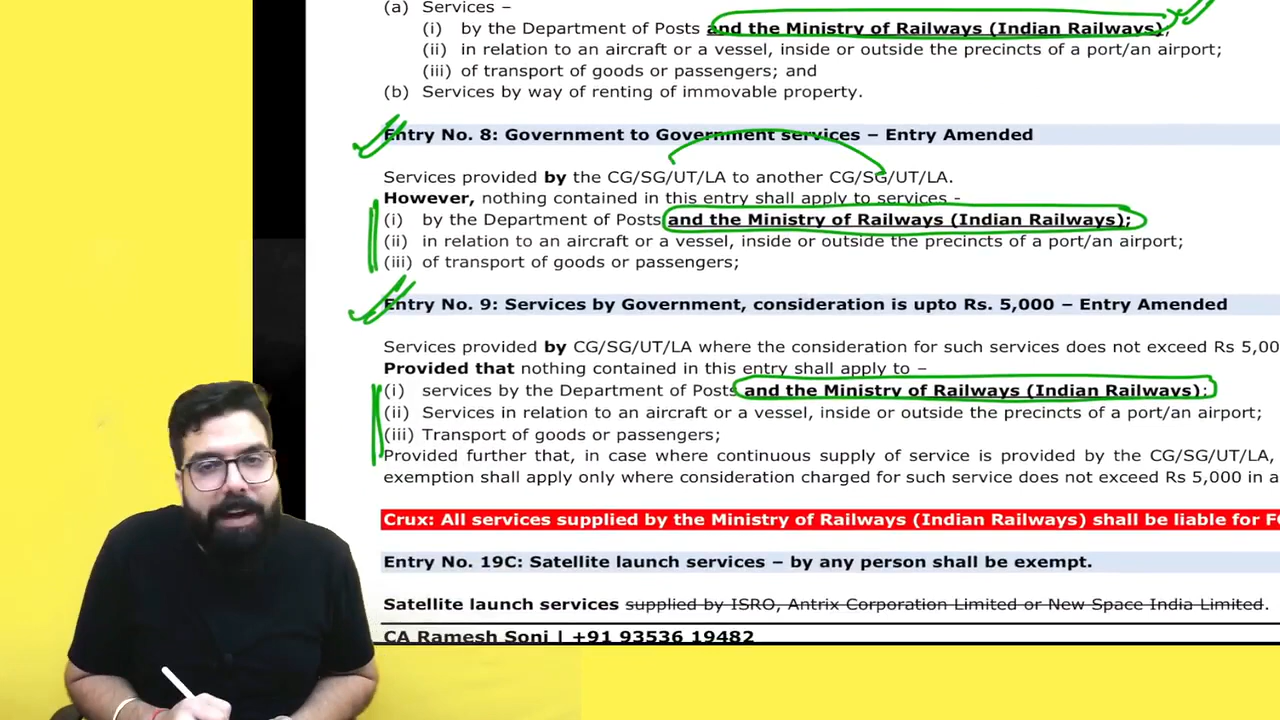 (a) Services –
(i) by the Department of Posts and the Ministry of Railways (Indian Railways);
(ii) in relation to an aircraft or a vessel, inside or outside the precincts of a port/an airport;
(iii) of transport of goods or passengers; and
(b) Services by way of renting of immovable property.
Entry No. 8: Government to Government services – Entry Amended
Services provided by the CG/SG/UT/LA to another CG/SG/UT/LA.
However, nothing contained in this entry shall apply to services -
(i) by the Department of Posts and the Ministry of Railways (Indian Railways);
(ii) in relation to an aircraft or a vessel, inside or outside the precincts of a port/an airport;
(iii) of transport of goods or passengers;
Entry No. 9: Services by Government, consideration is upto Rs. 5,000 – Entry Amended
Services provided by CG/SG/UT/LA where the consideration for such services does not exceed Rs 5,00
Provided that nothing contained in this entry shall apply to –
(i) services by the Department of Posts and the Ministry of Railways (Indian Railways);
(ii) Services in relation to an aircraft or a vessel, inside or outside the precincts of a port/an airport;
(iii) Transport of goods or passengers;
Provided further that, in case where continuous supply of service is provided by the CG/SG/UT/LA,
exemption shall apply only where consideration charged for such service does not exceed Rs 5,000 in a
Crux: All services supplied by the Ministry of Railways (Indian Railways) shall be liable for F
Entry No. 19C: Satellite launch services – by any person shall be exempt.
Satellite launch services supplied by ISRO, Antrix Corporation Limited or New Space India Limited.
CA Ramesh Soni | +91 93536 19482